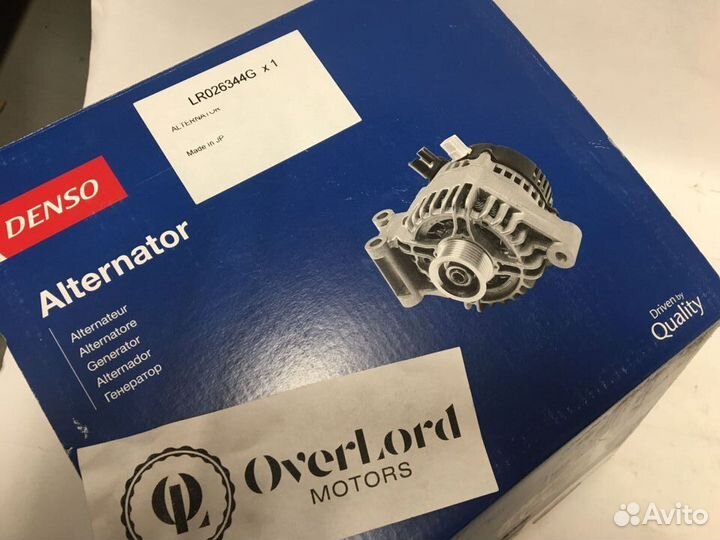 LR026344G x 1
ALTERNATOR
Made in JP
DENSO
Alternator
Alternateur
Alternatore
Generator
Alternador
Генератор
Driven by
Quality
OverLord
MOTORS
Avito